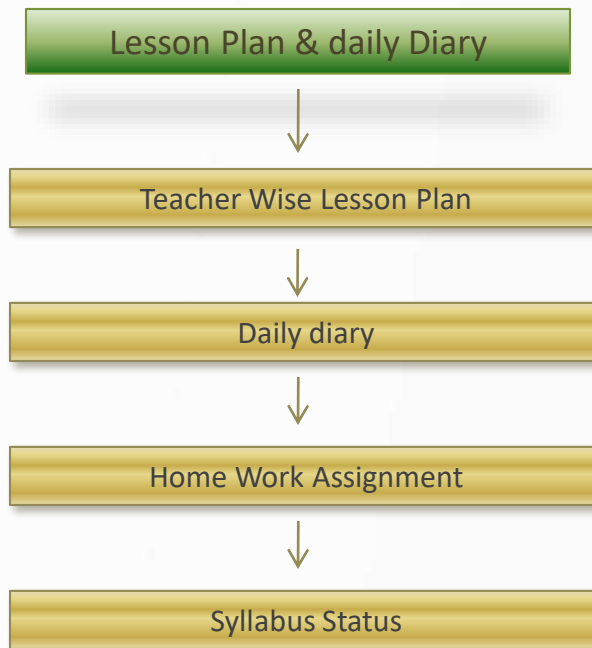 Lesson Plan & daily Diary
Teacher Wise Lesson Plan
Daily diary
Home Work Assignment
Syllabus Status